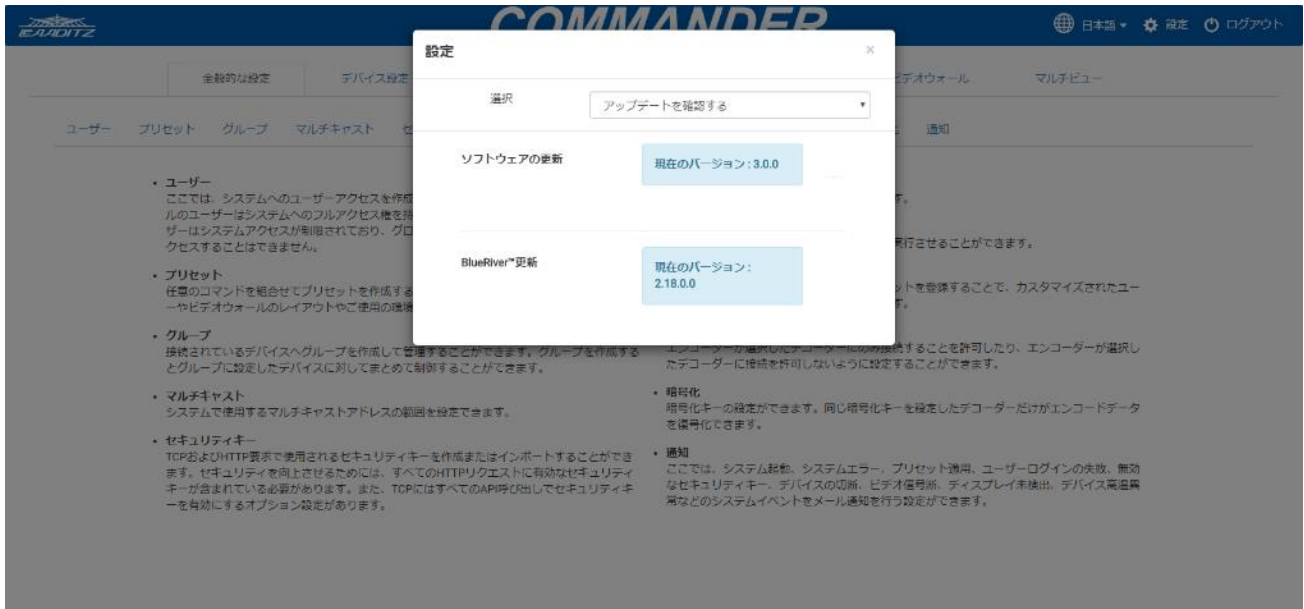 COMMANDER
日本語 設定 ログアウト
設定 ×
全般的な設定 デバイス設定 ビデオウォール マルチビュー
選択 アップデートを確認する
ユーザー プリセット グループ マルチキャスト 通知
ソフトウェアの更新 現在のバージョン : 3.0.0
BlueRiver™更新 現在のバージョン :
2.18.0.0
• ユーザー
ここでは、システムへのユーザーアクセスを作成
ルのユーザーはシステムへのフルアクセス権を持
ザーはシステムアクセスが制限されており、グロ
クセスすることはできません。
• プリセット
任意のコマンドを組合せてプリセットを作成する
ーやビデオウォールのレイアウトやご使用の環境
• グループ
接続されているデバイスへグループを作成して管理することができます。グループを作成する
とグループに設定したデバイスに対してまとめて制御することができます。
• マルチキャスト
システムで使用するマルチキャストアドレスの範囲を設定できます。
• セキュリティキー
TCPおよびHTTP要求で使用されるセキュリティキーを作成またはインポートすることができ
ます。セキュリティを向上させるためには、すべてのHTTPリクエストに有効なセキュリティ
キーが含まれている必要があります。また、TCPにはすべてのAPI呼び出しでセキュリティキ
ーを有効にするオプション設定があります。
す。
実行させることができます。
ットを登録することで、カスタマイズされたユー
す。
エンコーダーが選択したデコーダーにのみ接続することを許可したり、エンコーダーが選択し
たデコーダーに接続を許可しないように設定することができます。
• 暗号化
暗号化キーの設定ができます。同じ暗号化キーを設定したデコーダーだけがエンコードデータ
を復号化できます。
• 通知
ここでは、システム起動、システムエラー、プリセット適用、ユーザーログインの失敗、無効
なセキュリティキー、デバイスの切断、ビデオ信号断、ディスプレイ未検出、デバイス高温異
常などのシステムイベントをメール通知を行う設定ができます。